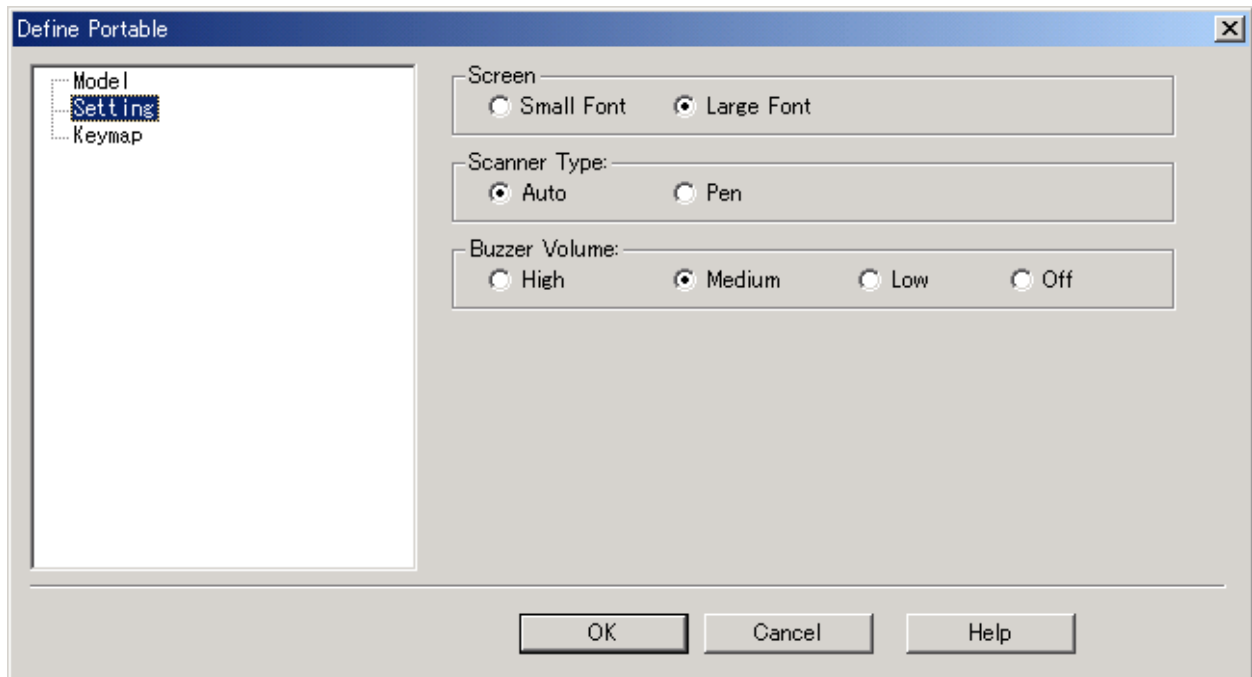 Define Portable
Model
Setting
Keymap
Screen
Small Font Large Font
Scanner Type:
Auto Pen
Buzzer Volume:
High Medium Low Off
OK Cancel Help